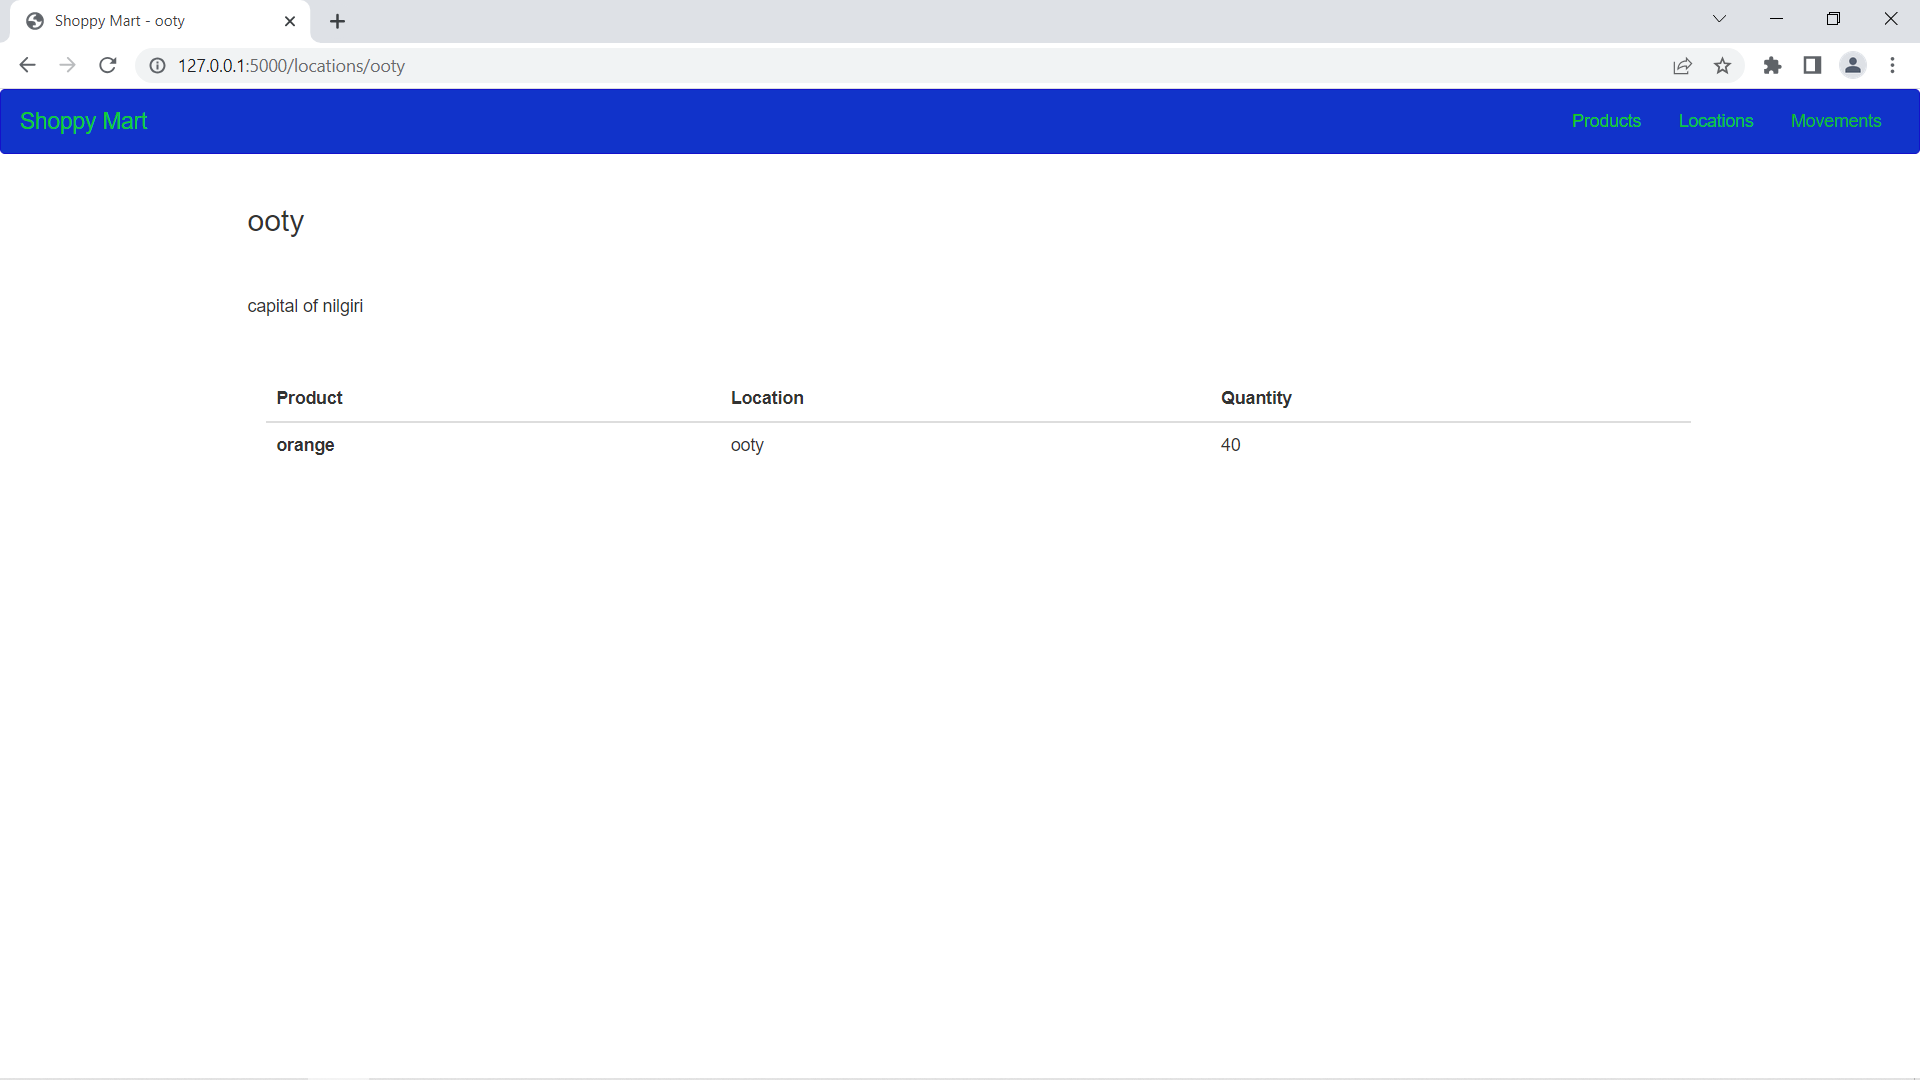 Shoppy Mart - ooty
127.0.0.1:5000/locations/ooty
Shoppy Mart Products Locations Movements
ooty
capital of nilgiri
Product Location Quantity
orange ooty 40